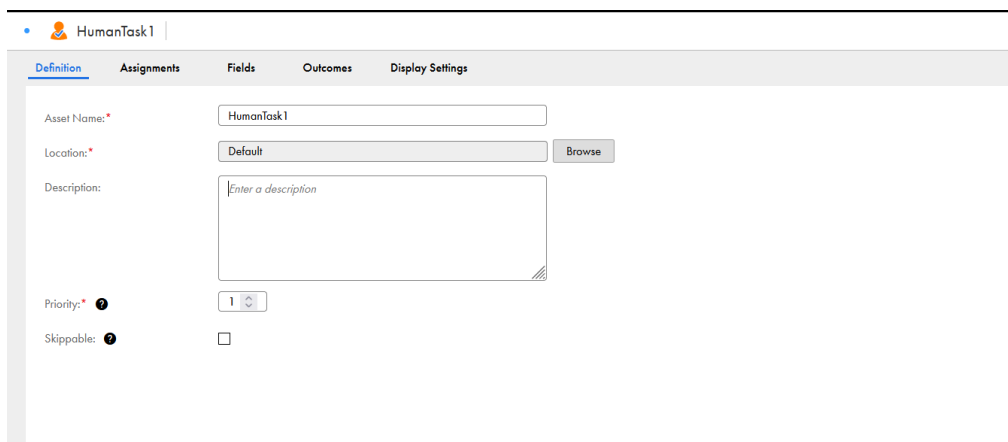 HumanTask1
Definition Assignments Fields Outcomes Display Settings
Asset Name:* HumanTask1
Location:* Default Browse
Description: Enter a description
Priority:* ? 1
Skippable: ?